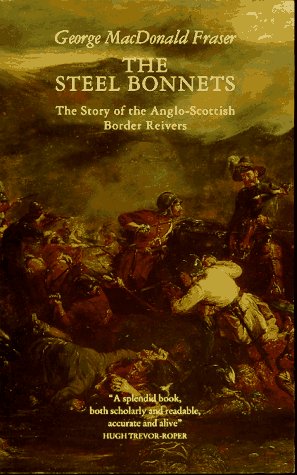 George MacDonald Fraser
THE
STEEL BONNETS
The Story of the Anglo-Scottish
Border Reivers
"A splendid book,
both scholarly and readable,
accurate and alive"
HUGH TREVOR-ROPER